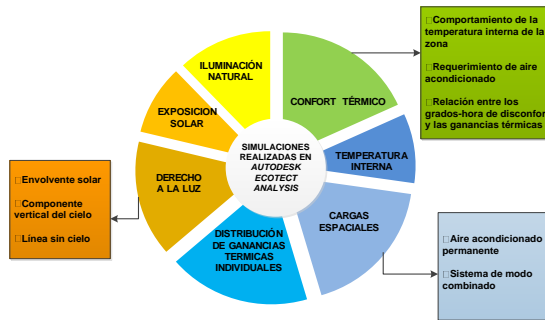 ILUMINACIÓN
NATURAL
CONFORT TÉRMICO
TEMPERATURA
INTERNA
CARGAS
ESPACIALES
DISTRIBUCIÓN
DE GANANCIAS
TERMICAS
INDIVIDUALES
DERECHO
A LA LUZ
EXPOSICION
SOLAR
SIMULACIONES
REALIZADAS EN
AUTODESK
ECOTECT
ANALYSIS
□Comportamiento de la
temperatura interna de la
zona
□Requerimiento de aire
acondicionado
□Relación entre los
grados-hora de disconfor
y las ganancias térmicas
□Aire acondicionado
permanente
□Sistema de modo
combinado
□Envolvente solar
□Componente
vertical del cielo
□Línea sin cielo